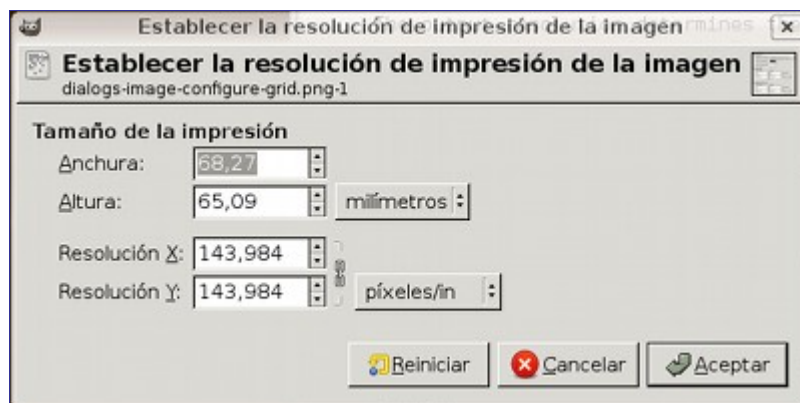 Establecer la resolución de impresión de la imagen
Establecer la resolución de impresión de la imagen
dialogs-image-configure-grid.png-1
Tamaño de la impresión
Anchura: 68,27
Altura: 65,09 milímetros
Resolución X: 143,984
Resolución Y: 143,984 píxeles/in
Reiniciar Cancelar Aceptar